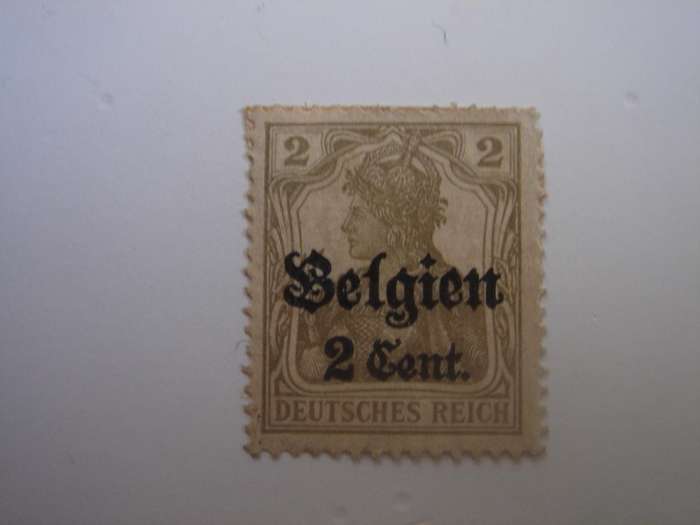 2 2
Belgien
2 Cent.
DEUTSCHES REICH